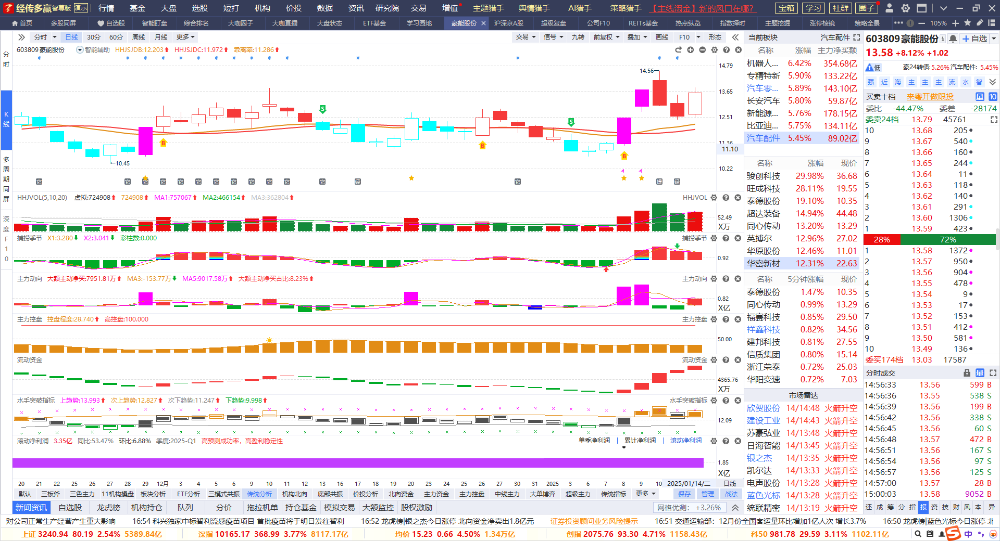 经传多赢 智尊版 演示 行情 基金 大盘 选股 短打 机构 价投 数据 资讯 研究院 交易 增值 主题猎手 舆情猎手 AI猎手 策略猎手 【主线淘金】新的风口在哪? 宝箱 学习 社群 圈子
首页 多股同屏 自选股 智能盯盘 综合排名 大咖圈子 大咖直播 大盘状态 ETF基金 学习园地 豪能股份 沪深京A股 超级复盘 公司F10 REITs基金 热点纵览 指数择时 主题挖掘 涨停棱镜 策略全景 105%
分时 日线 30分 60分 周线 月线 更多 交易 信号 九转 前复权 叠加 画线 F10 形态
分时
K线
多周期同屏
深度F10
603809 豪能股份 智能辅助 HHJSJDB:12.203 HHJSJDC:11.972 乖离率:11.286
14.79
14.56
13.65
12.51
11.36
11.10
10.45
10.22
S S B B B
HHJVOL(5,10,20) 虚拟:724908 724908 MA1:757067 MA2:466154 MA3:362804 HHJVOL
52.49
X万
捕捞季节 X1:3.280 X2:3.041 彩柱数:0.000 捕捞季节
0.92
主力动向 大额主动净买:7951.81万 MA3:-153.77万 MA5:9017.58万 大额主动净买占比:8.23% 主力动向
0.82
X亿
主力控盘 控盘程度:28.740 高控盘:100.000 主力控盘
50.00
流动资金 流动资金
4365.76
X万
水手突破指标 上趋势:13.993 次上趋势:12.827 次下趋势:11.247 下趋势:9.998 水手突破指标
12.09
滚动净利润 3.35亿 同比:53.47% 环比:6.88% 季度:2025-Q1 高预测成功率, 高盈利稳定性 单季净利润 | 累计净利润 | 滚动净利润
1.85
X亿
20 21 22 25 26 27 28 29 12月 3 4 5 6 9 10 11 12 13 16 17 18 19 20 23 24 25 26 27 30 31 2025 3 6 7 8 9 10 2025/01/14/二 日线
默认 三板斧 三色主力 11机构操盘 板块分析 ETF分析 三模式共振 传统分析 机构北向 底部共振 价投分析 北向资金 主力资金 主力控盘 中线主力 大单博弈 超级主力 传统指标 更多 保存 管理 战法
新闻资讯 自选股 龙虎榜 机构持仓 队列 分价 拖拉机单 持仓基金 模拟交易 大额监控 股权激励 网格优测: +3.26%
当前板块 汽车配件
名称 涨幅 主力净买额
机器人... 6.42% 354.68亿
专精特新 5.90% 133.22亿
汽车零... 5.89% 143.10亿
长安汽车 5.80% 59.87亿
新能源... 5.76% 178.15亿
比亚迪... 5.75% 134.11亿
汽车配件 5.45% 89.02亿
名称 涨幅 现价
骏创科技 29.98% 36.68
旺成科技 28.11% 19.55
泰德股份 19.10% 10.35
超达装备 14.94% 44.48
同心传动 13.20% 13.29
英搏尔 12.96% 27.02
华原股份 12.46% 11.01
华密新材 12.31% 22.63
名称 5分钟涨幅 现价
泰德股份 1.47% 10.35
同心传动 0.99% 13.29
福赛科技 0.85% 29.50
祥鑫科技 0.82% 34.56
建邦科技 0.81% 27.55
信质集团 0.80% 15.14
浙江荣泰 0.72% 25.03
华阳变速 0.72% 7.03
市场雷达
欣贺股份 14/14:48 火箭升空
建设工业 14/14:43 火箭升空
苏豪弘业 14/13:48 火箭升空
日海智能 14/13:45 火箭升空
银之杰 14/13:35 火箭升空
凯尔达 14/13:33 火箭升空
电声股份 14/13:28 火箭升空
蓝色光标 14/13:28 火箭升空
统联精密 14/13:19 火箭升空
603809 豪能股份 自选
13.58 +8.12% +1.02
低 豪24转债:5.26% 汽车配件: 5.45%
强 近 海 主 主 主 流 水 智
买卖十档 来粤开做跟投 量 10
委比 -44.47% 委差 -28174
委卖24档 13.79 45761
10 13.68 205
9 13.67 540
8 13.66 160
7 13.65 244
6 13.64 11
5 13.63 118
4 13.62 140
3 13.61 291
2 13.60 1306
1 13.59 423
28% 72%
1 13.58 1372
2 13.57 950
3 13.56 904
4 13.55 478
5 13.54 9
6 13.53 17
7 13.52 153
8 13.51 412
9 13.50 581
10 13.49 136
委买174档 13.03 17587
分时成交 量
14:56:33 13.56 599 B
14:56:36 13.55 538 S
14:56:39 13.56 199 B
14:56:42 13.56 338 S
14:56:45 13.56 60 S
14:56:48 13.57 472 B
14:56:51 13.56 167 S
14:56:54 13.56 97 S
14:56:57 13.56 125 S
14:57:00 13.57 28 B
15:00:03 13.58 9052 B
还 成 筹 分 指 报 资 技 财 风 本 异
对公司正常生产经营产生重大影响 16:54 科兴独家中标智利流感疫苗项目 首批疫苗将于明日发往智利 16:52 龙虎榜|银之杰今日涨停 北向资金净卖出1.8亿元 证券投资顾问业务风险提示 16:51 交通运输部：12月份全国客运量环比增加1亿人次 增长3.7% 16:50 龙虎榜|蓝色光标今日涨停 北
上证 3240.94 80.19 2.54% 5389.84亿 深指 10165.17 368.99 3.77% 8117.17亿 均价 15.23 0.66 4.50% 1.34万亿 创指 2075.76 93.30 4.71% 1158.43亿 科50 981.78 29.59 3.11% 1102.11亿 中